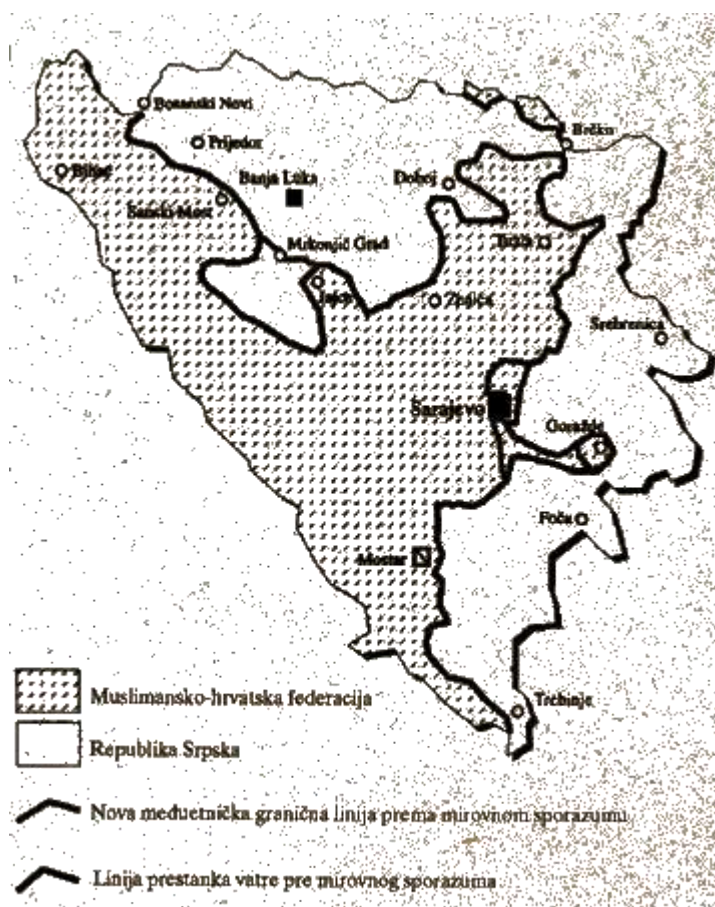 Bosanski Novi
Brčko
Prijedor
Bihać
Banja Luka
Doboj
Sanski Most
Tuzla
Mrkonjić Grad
Jajce
Zenica
Srebrenica
Sarajevo
Goražde
Foča
Mostar
Trebinje
Muslimansko-hrvatska federacija
Republika Srpska
Nova međuetnička granična linija prema mirovnom sporazumu
Linija prestanka vatre pre mirovnog sporazuma